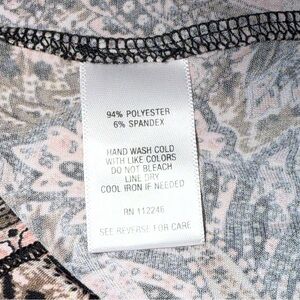 94% POLYESTER
6% SPANDEX
HAND WASH COLD
WITH LIKE COLORS
DO NOT BLEACH
LINE DRY
COOL IRON IF NEEDED
RN 112246
SEE REVERSE FOR CARE